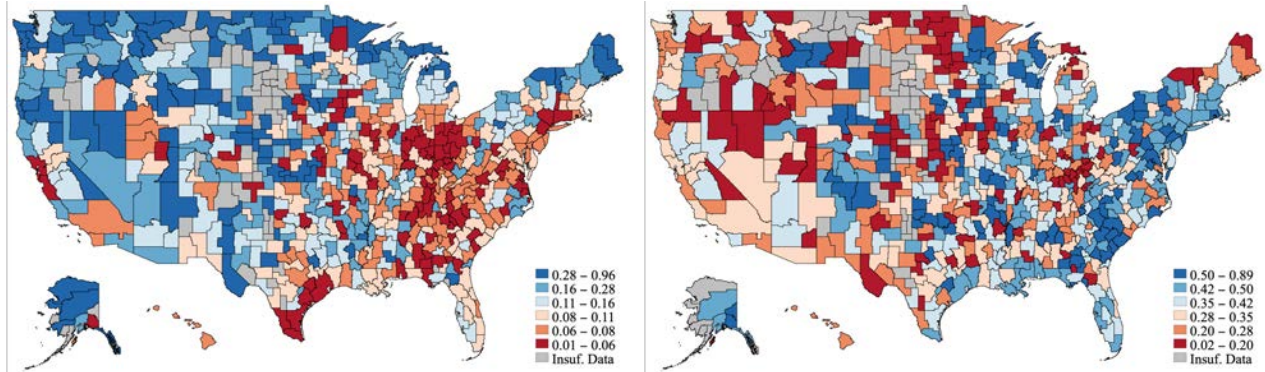 0.28 – 0.96
0.16 – 0.28
0.11 – 0.16
0.08 – 0.11
0.06 – 0.08
0.01 – 0.06
Insuf. Data
0.50 – 0.89
0.42 – 0.50
0.35 – 0.42
0.28 – 0.35
0.20 – 0.28
0.02 – 0.20
Insuf. Data